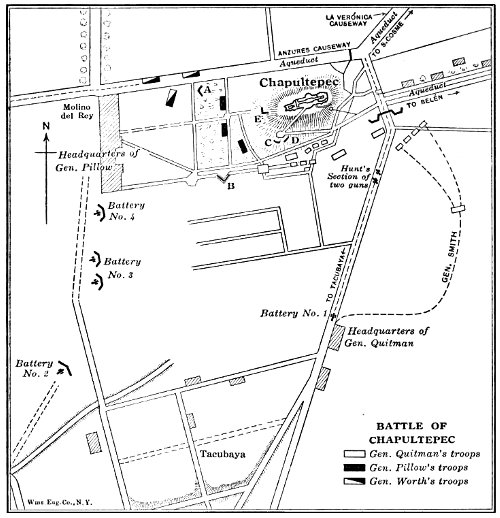 LA VERÓNICA
CAUSEWAY
Aqueduct
TO S. COSME
ANZURES CAUSEWAY
Aqueduct
Chapultepec
A
Aqueduct
TO BELÉN
Molino
del Rey
E
C
D
N
Headquarters of
Gen. Pillow
B
Hunt's
Section of
two guns
Battery
No. 4
Battery
No. 3
TO TACUBAYA
GEN. SMITH
Battery No. 1
Headquarters of
Gen. Quitman
Battery
No. 2
Tacubaya
BATTLE OF
CHAPULTEPEC
Gen. Quitman's troops
Gen. Pillow's troops
Gen. Worth's troops
Wms Eng. Co., N.Y.